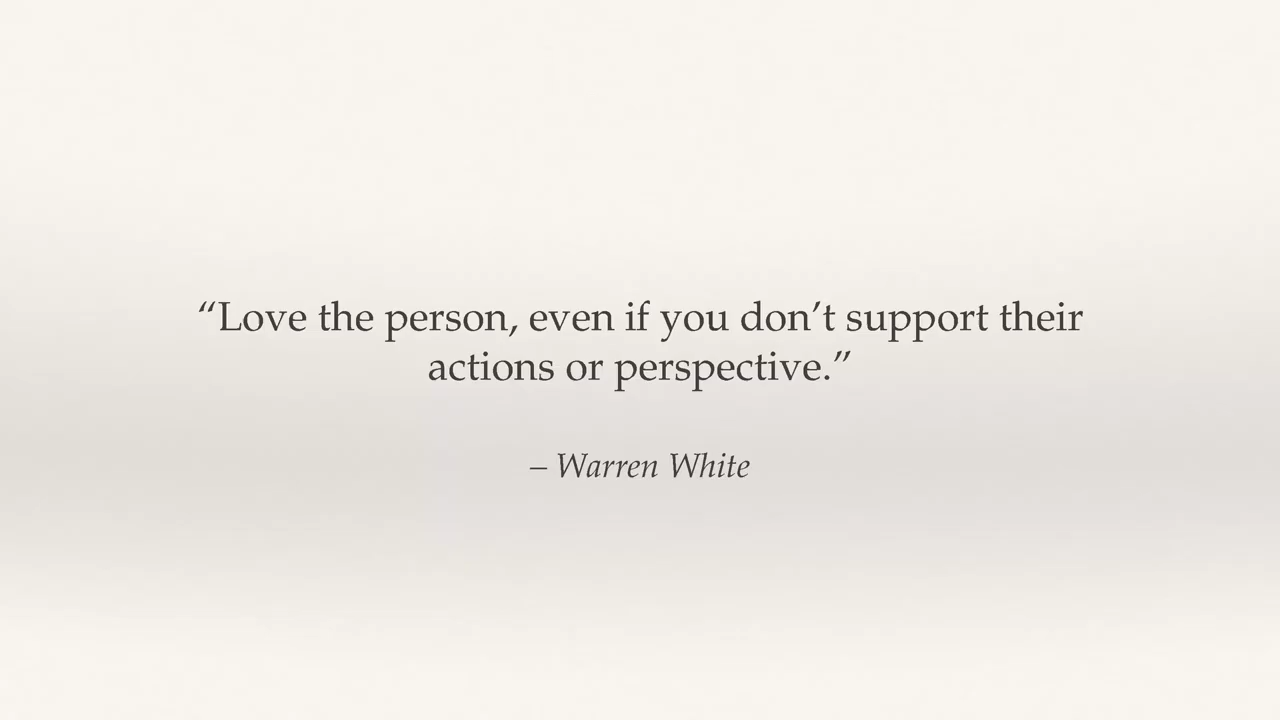 “Love the person, even if you don’t support their
actions or perspective.”
– Warren White